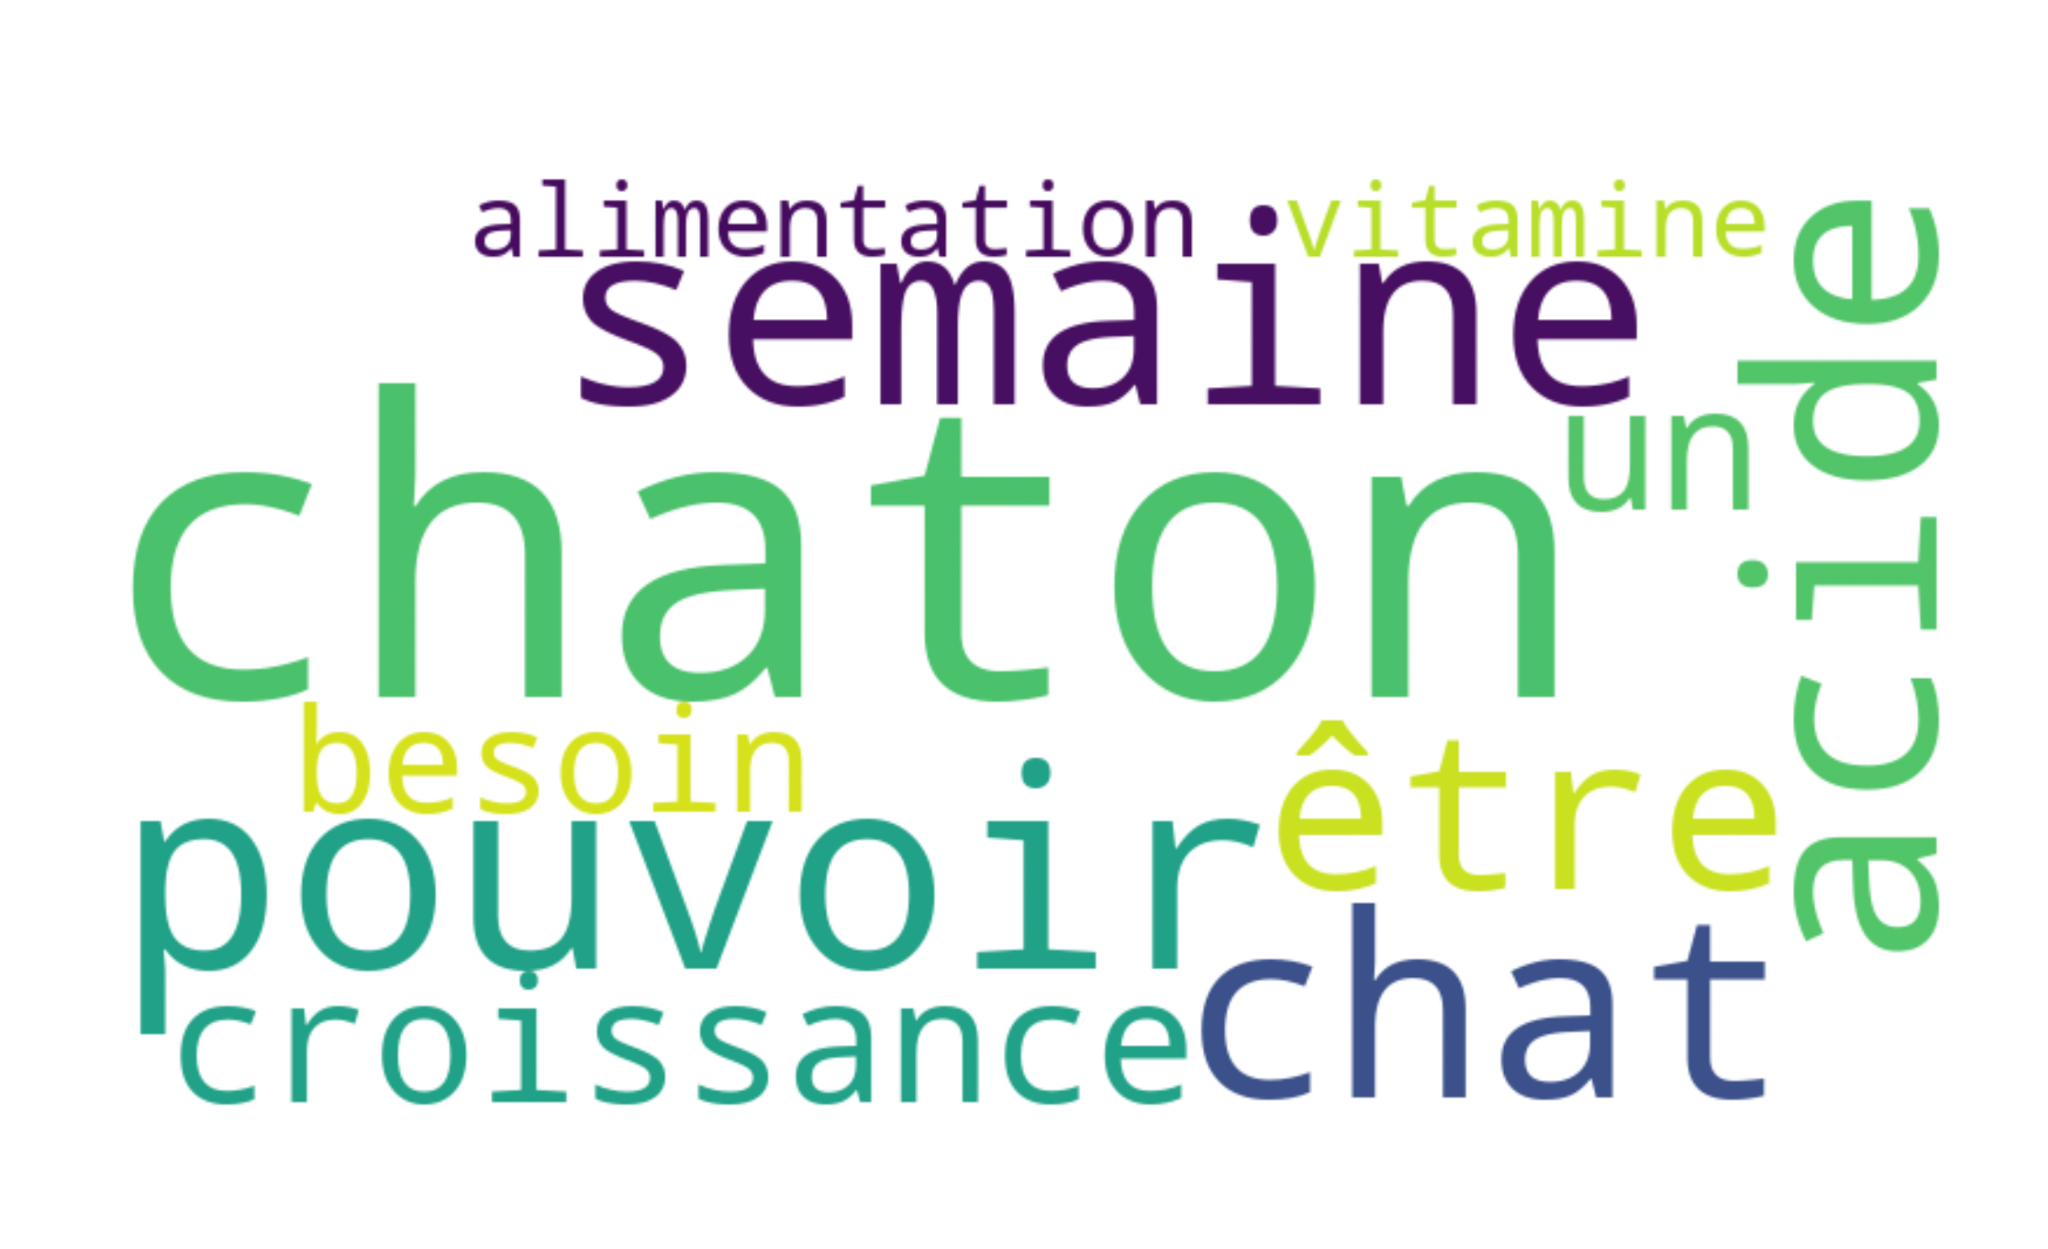 alimentation vitamine
semaine
acide
un
chaton
besoin
être
pouvoir
chat
croissance